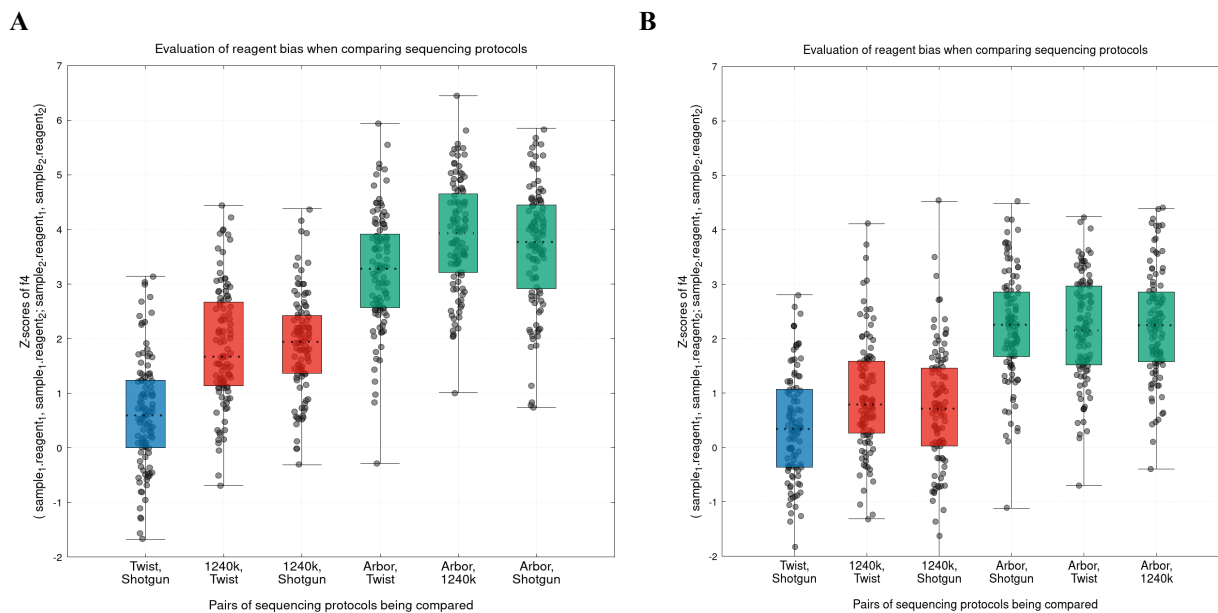 A
Evaluation of reagent bias when comparing sequencing protocols
Z-scores of f4
( sample₁.reagent₁, sample₁.reagent₂; sample₂.reagent₁, sample₂.reagent₂)
7
6
5
4
3
2
1
0
-1
-2
Twist,
Shotgun
1240k,
Twist
1240k,
Shotgun
Arbor,
Twist
Arbor,
1240k
Arbor,
Shotgun
Pairs of sequencing protocols being compared
B
Evaluation of reagent bias when comparing sequencing protocols
Z-scores of f4
( sample₁.reagent₁, sample₁.reagent₂; sample₂.reagent₁, sample₂.reagent₂)
7
6
5
4
3
2
1
0
-1
-2
Twist,
Shotgun
1240k,
Twist
1240k,
Shotgun
Arbor,
Shotgun
Arbor,
Twist
Arbor,
1240k
Pairs of sequencing protocols being compared